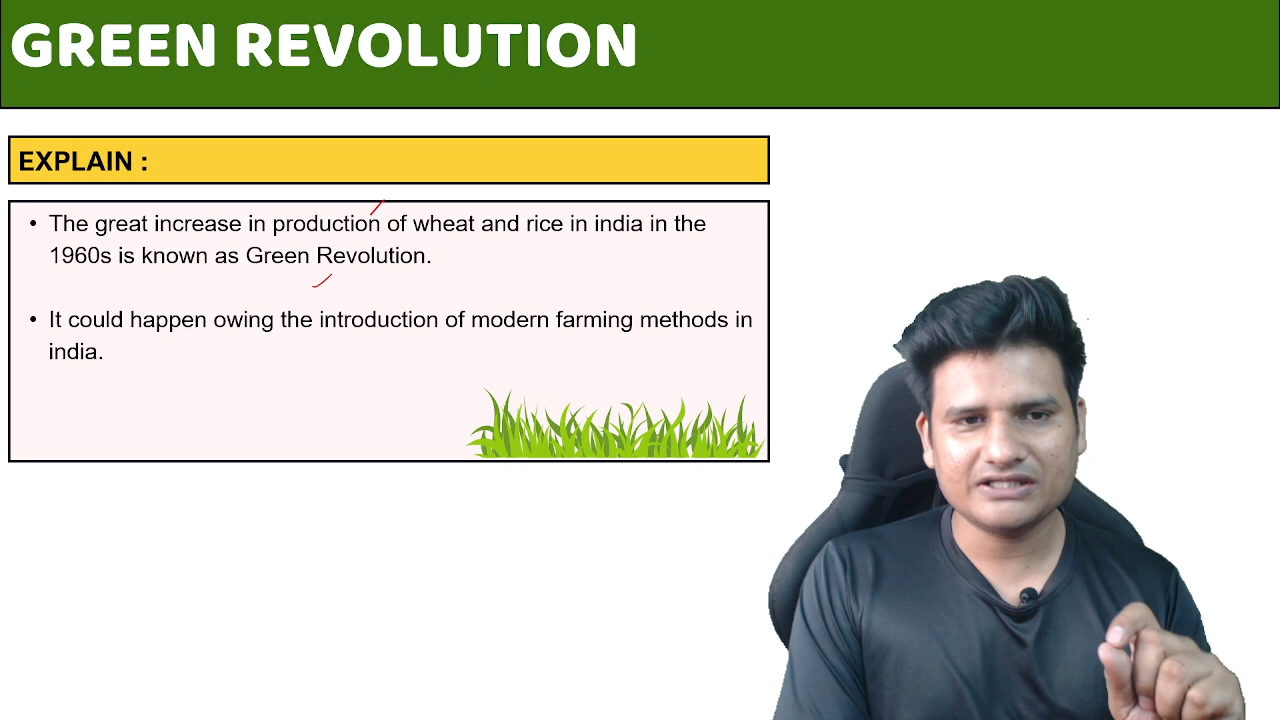 GREEN REVOLUTION
EXPLAIN :
• The great increase in production of wheat and rice in india in the
1960s is known as Green Revolution.
• It could happen owing the introduction of modern farming methods in
india.